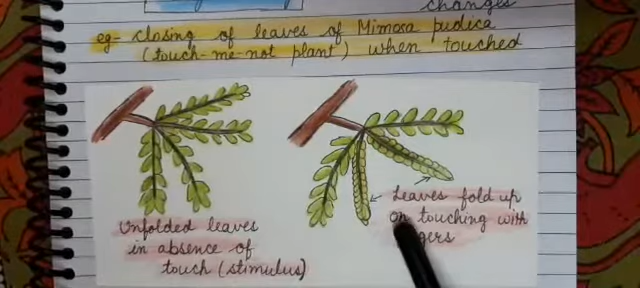 changes
eg- closing of leaves of Mimosa pudica
(touch-me-not plant) when touched
Unfolded leaves
in absence of
touch (stimulus)
Leaves fold up
on touching with